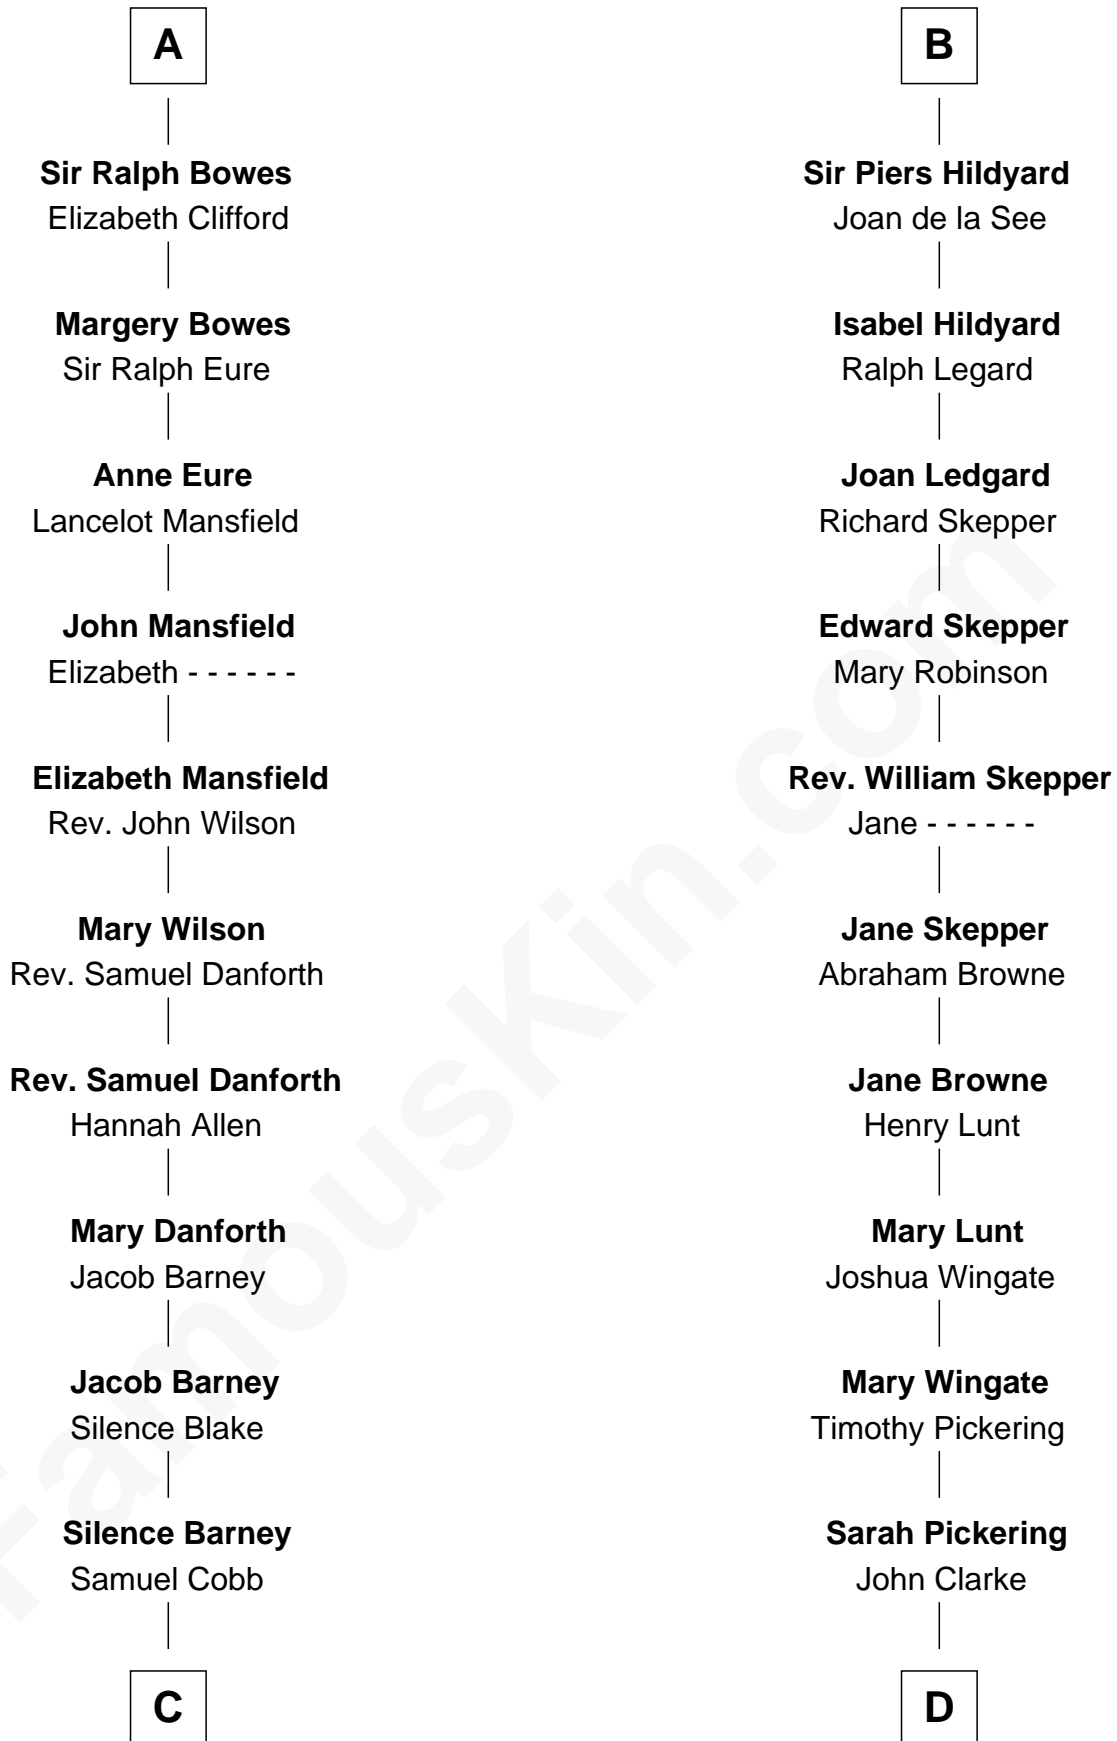 A
Sir Ralph Bowes
Elizabeth Clifford
Margery Bowes
Sir Ralph Eure
Anne Eure
Lancelot Mansfield
John Mansfield
Elizabeth - - - - - -
Elizabeth Mansfield
Rev. John Wilson
Mary Wilson
Rev. Samuel Danforth
Rev. Samuel Danforth
Hannah Allen
Mary Danforth
Jacob Barney
Jacob Barney
Silence Blake
Silence Barney
Samuel Cobb
C
B
Sir Piers Hildyard
Joan de la See
Isabel Hildyard
Ralph Legard
Joan Ledgard
Richard Skepper
Edward Skepper
Mary Robinson
Rev. William Skepper
Jane - - - - - -
Jane Skepper
Abraham Browne
Jane Browne
Henry Lunt
Mary Lunt
Joshua Wingate
Mary Wingate
Timothy Pickering
Sarah Pickering
John Clarke
D
FamousKin.com